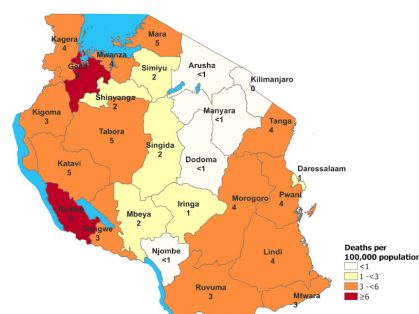 Kagera
4
Mara
5
Mwanza
4
Simiyu
2
Arusha
<1
Kilimanjaro
0
Shinyanga
2
Manyara
<1
Kigoma
3
Tabora
5
Singida
2
Tanga
4
Dodoma
<1
Katavi
5
Daressalaam
1
Morogoro
4
Pwani
4
Iringa
1
Mbeya
2
3
Njombe
<1
Lindi
4
Ruvuma
3
Mtwara
3
Deaths per
100,000 population
<1
1 -<3
3 -<6
≥6